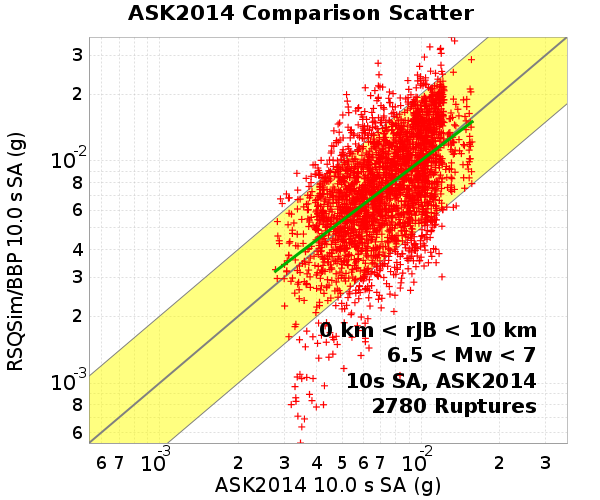 ASK2014 Comparison Scatter
RSQSim/BBP 10.0 s SA (g)
3
2
10-2
8
6
4
3
2
10-3
8
6
0 km < rJB < 10 km
6.5 < Mw < 7
10s SA, ASK2014
2780 Ruptures
6 7 10-3 2 3 4 5 6 7 10-2 2 3
ASK2014 10.0 s SA (g)